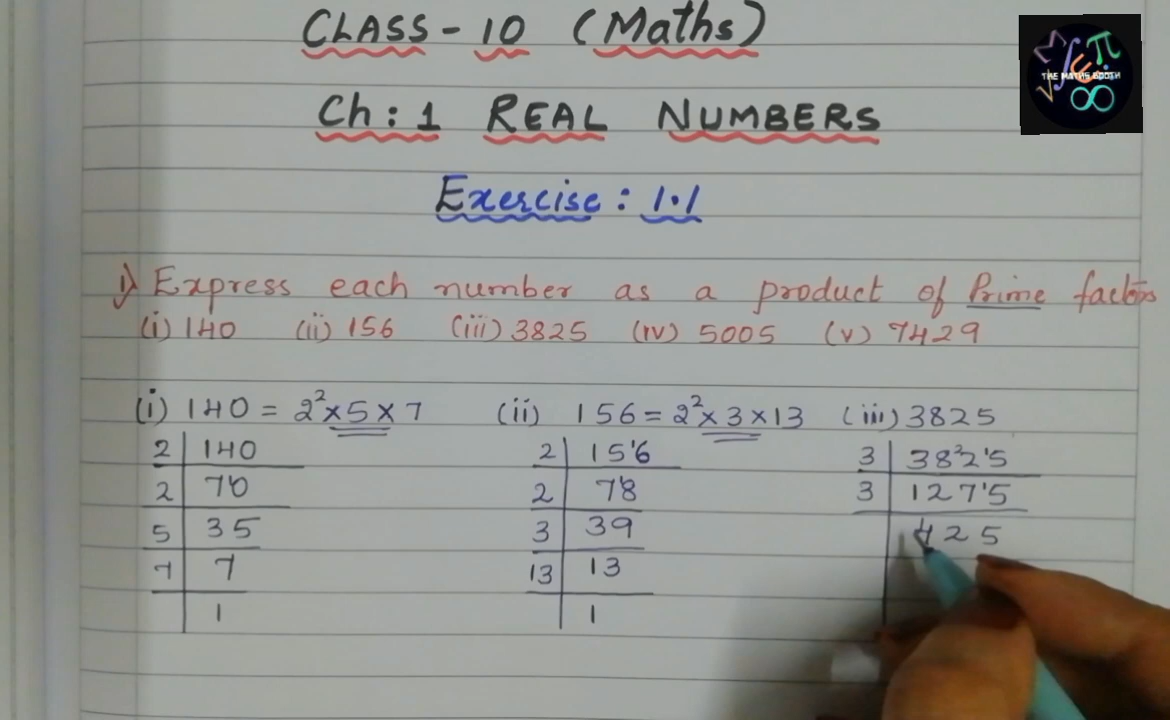 CLASS - 10 (Maths)
THE MATHS BOOTH
Ch : 1 REAL NUMBERS
Exercise : 1.1
1) Express each number as a product of Prime factors
(i) 140 (ii) 156 (iii) 3825 (iv) 5005 (v) 7429
(i) 140 = 2² × 5 × 7 (ii) 156 = 2² × 3 × 13 (iii) 3825
2 | 140 2 | 156 3 | 3825
2 | 70 2 | 78 3 | 1275
5 | 35 3 | 39 425
7 | 7 13 | 13
1 1